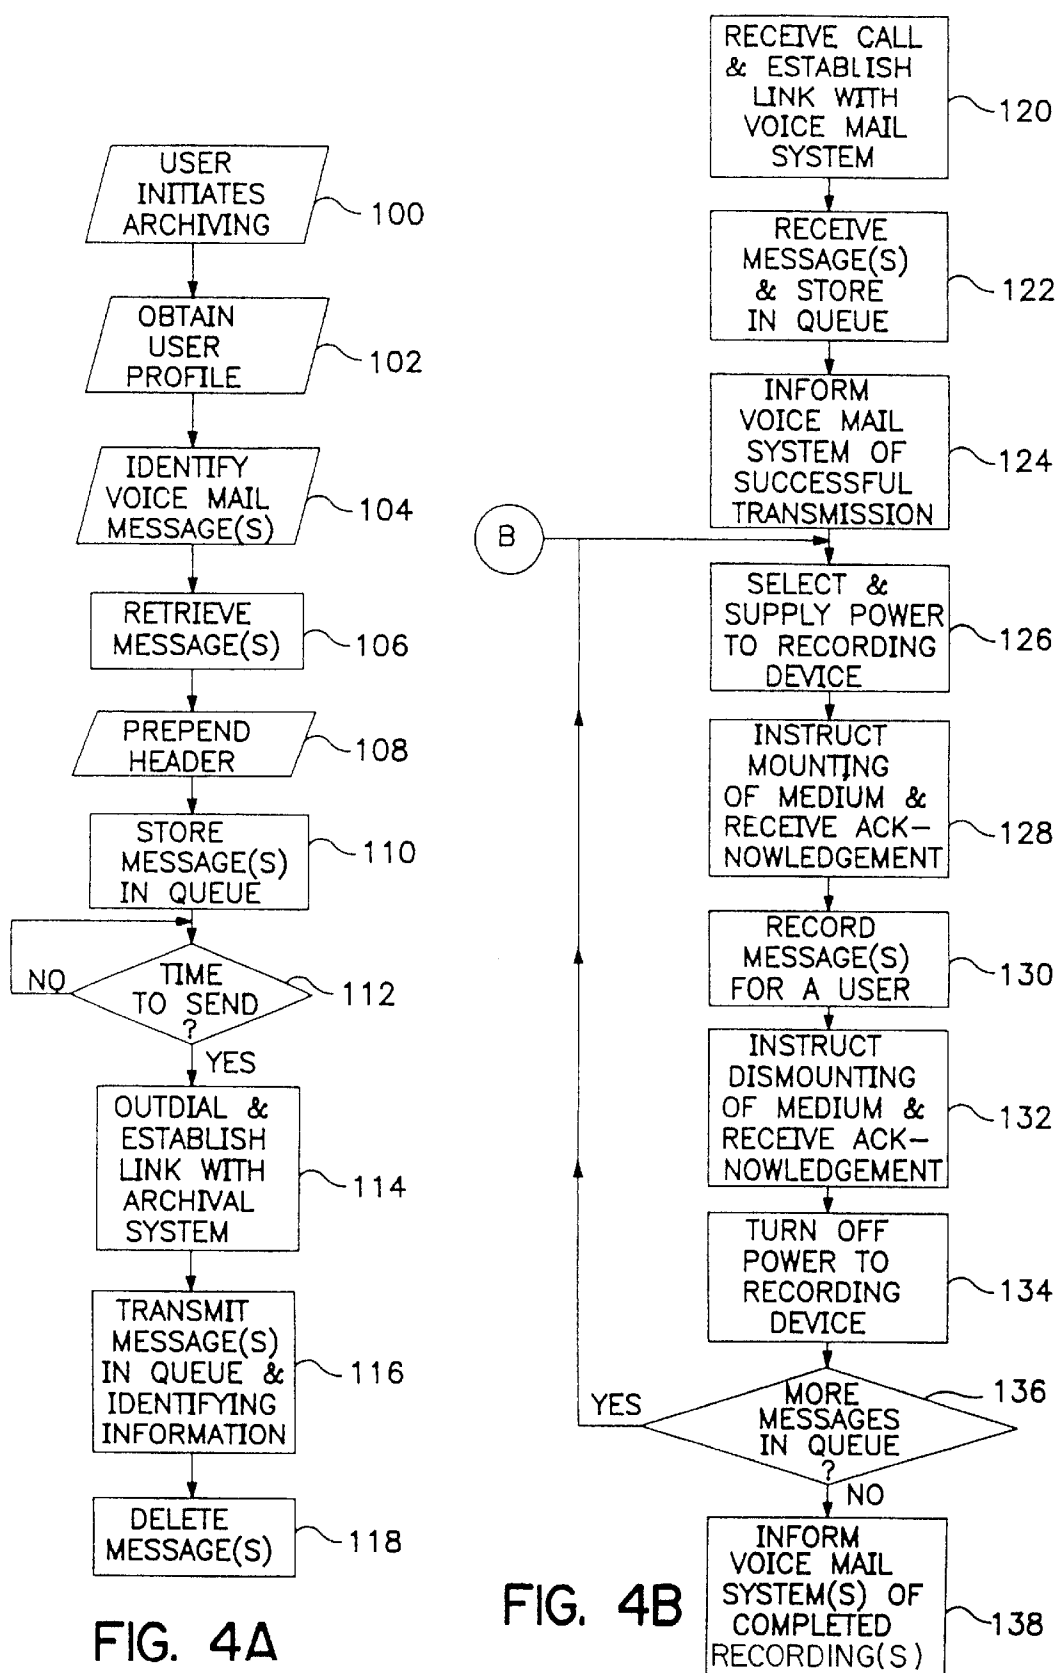 USER
INITIATES
ARCHIVING
100
OBTAIN
USER
PROFILE
102
IDENTIFY
VOICE MAIL
MESSAGE(S)
104
RETRIEVE
MESSAGE(S)
106
PREPEND
HEADER
108
STORE
MESSAGE(S)
IN QUEUE
110
NO
TIME
TO SEND
?
112
YES
OUTDIAL &
ESTABLISH
LINK WITH
ARCHIVAL
SYSTEM
114
TRANSMIT
MESSAGE(S)
IN QUEUE &
IDENTIFYING
INFORMATION
116
DELETE
MESSAGE(S)
118
FIG. 4A
RECEIVE CALL
& ESTABLISH
LINK WITH
VOICE MAIL
SYSTEM
120
RECEIVE
MESSAGE(S)
& STORE
IN QUEUE
122
INFORM
VOICE MAIL
SYSTEM OF
SUCCESSFUL
TRANSMISSION
124
B
SELECT &
SUPPLY POWER
TO RECORDING
DEVICE
126
INSTRUCT
MOUNTING
OF MEDIUM &
RECEIVE ACK-
NOWLEDGEMENT
128
RECORD
MESSAGE(S)
FOR A USER
130
INSTRUCT
DISMOUNTING
OF MEDIUM &
RECEIVE ACK-
NOWLEDGEMENT
132
TURN OFF
POWER TO
RECORDING
DEVICE
134
YES
MORE
MESSAGES
IN QUEUE
?
136
NO
INFORM
VOICE MAIL
SYSTEM(S) OF
COMPLETED
RECORDING(S)
138
FIG. 4B